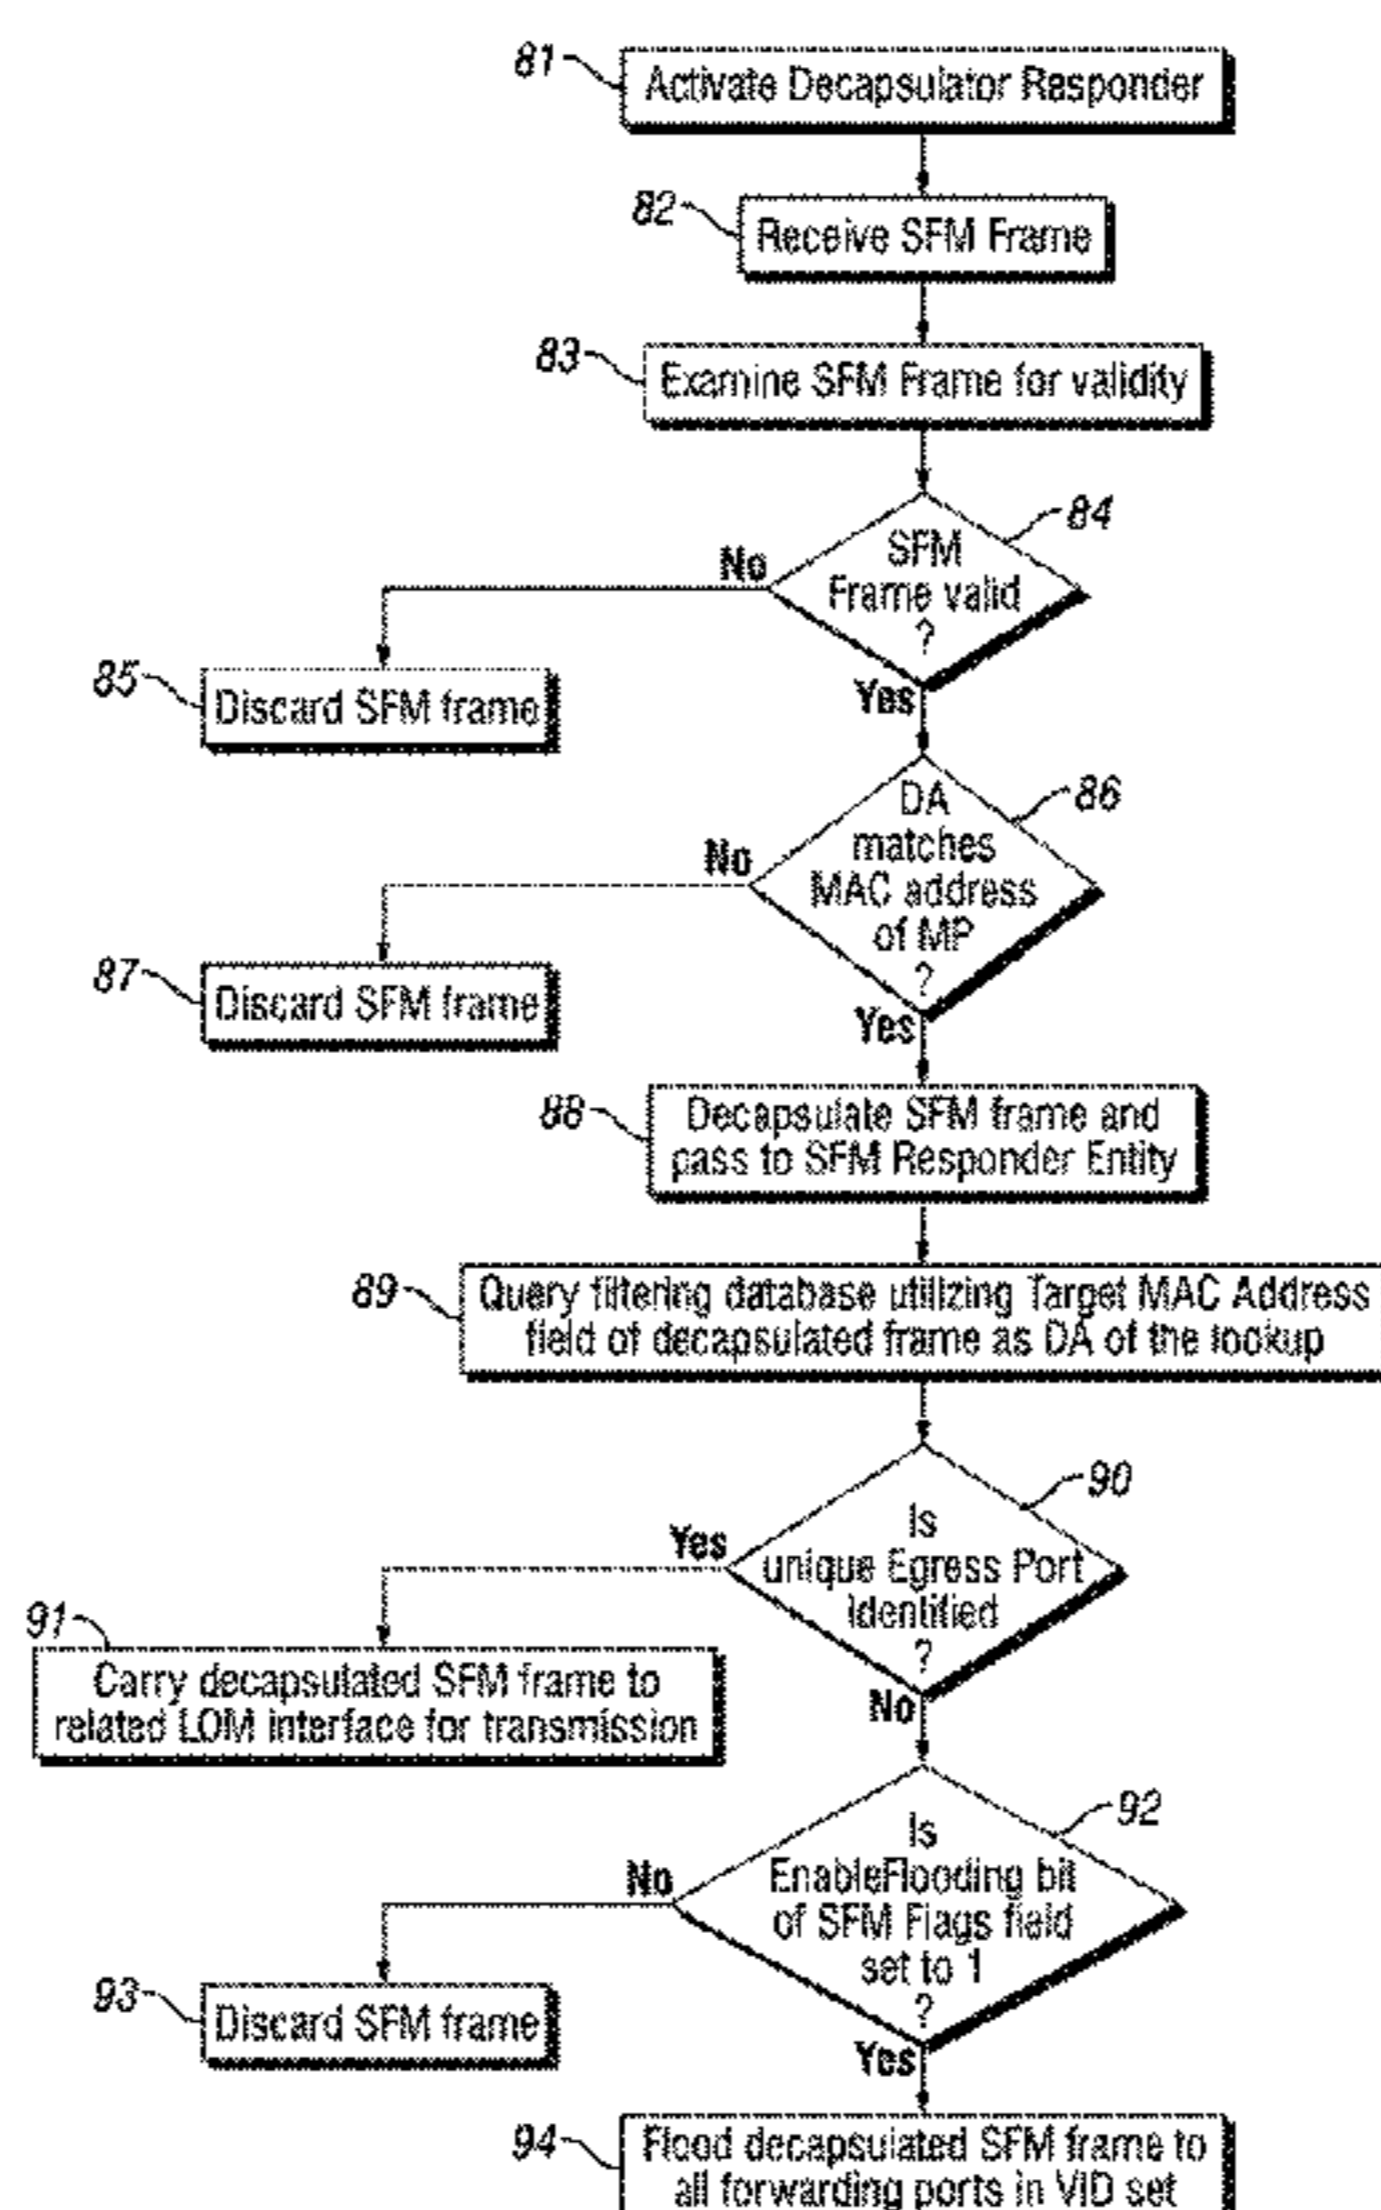 81
Activate Decapsulator Responder
82
Receive SFM Frame
83
Examine SFM Frame for validity
84
SFM
Frame valid
?
No
Yes
85
Discard SFM frame
86
DA
matches
MAC address
of MP
?
No
Yes
87
Discard SFM frame
88
Decapsulate SFM frame and
pass to SFM Responder Entity
89
Query filtering database utilizing Target MAC Address
field of decapsulated frame as DA of the lookup
90
Is
unique Egress Port
identified
?
Yes
No
91
Carry decapsulated SFM frame to
related LOM interface for transmission
92
Is
EnableFlooding bit
of SFM Flags field
set to 1
?
No
Yes
93
Discard SFM frame
94
Flood decapsulated SFM frame to
all forwarding ports in VID set